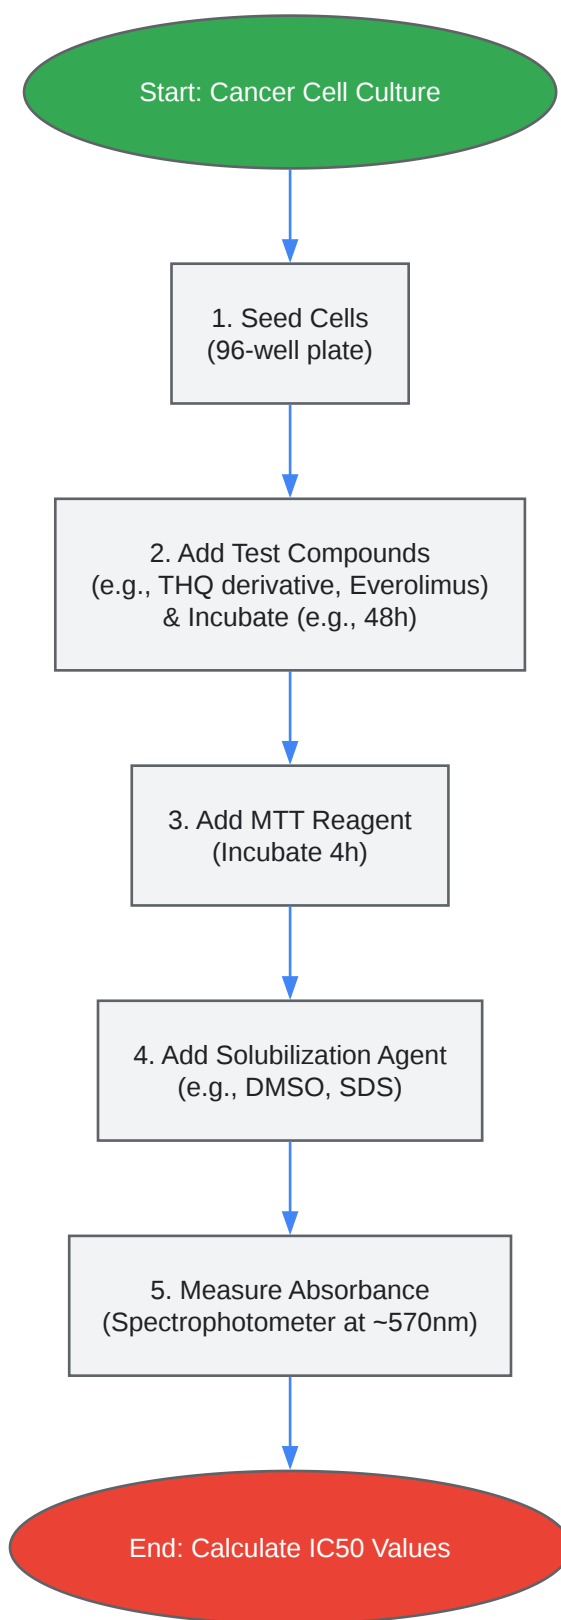 Start: Cancer Cell Culture
1. Seed Cells
(96-well plate)
2. Add Test Compounds
(e.g., THQ derivative, Everolimus)
& Incubate (e.g., 48h)
3. Add MTT Reagent
(Incubate 4h)
4. Add Solubilization Agent
(e.g., DMSO, SDS)
5. Measure Absorbance
(Spectrophotometer at ~570nm)
End: Calculate IC50 Values